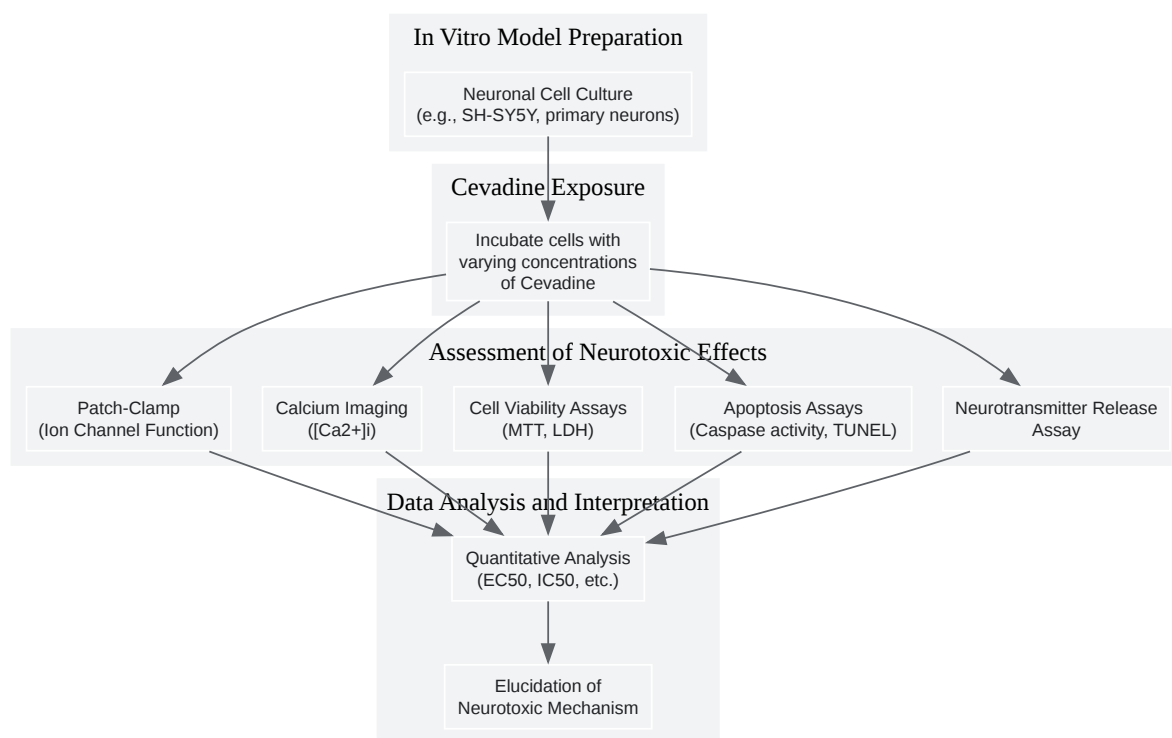 In Vitro Model Preparation
Neuronal Cell Culture
(e.g., SH-SY5Y, primary neurons)
Cevadine Exposure
Incubate cells with
varying concentrations
of Cevadine
Assessment of Neurotoxic Effects
Patch-Clamp
(Ion Channel Function)
Calcium Imaging
([Ca2+]i)
Cell Viability Assays
(MTT, LDH)
Apoptosis Assays
(Caspase activity, TUNEL)
Neurotransmitter Release
Assay
Data Analysis and Interpretation
Quantitative Analysis
(EC50, IC50, etc.)
Elucidation of
Neurotoxic Mechanism